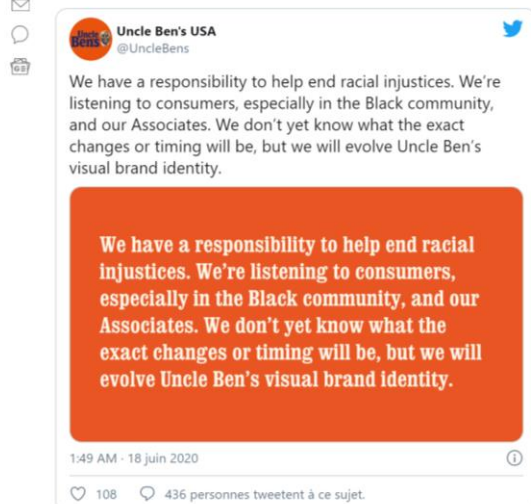 Uncle Ben's USA
@UncleBens
We have a responsibility to help end racial injustices. We're
listening to consumers, especially in the Black community,
and our Associates. We don't yet know what the exact
changes or timing will be, but we will evolve Uncle Ben's
visual brand identity.
We have a responsibility to help end racial
injustices. We're listening to consumers,
especially in the Black community, and our
Associates. We don't yet know what the
exact changes or timing will be, but we will
evolve Uncle Ben's visual brand identity.
1:49 AM · 18 juin 2020
108 436 personnes tweetent à ce sujet.